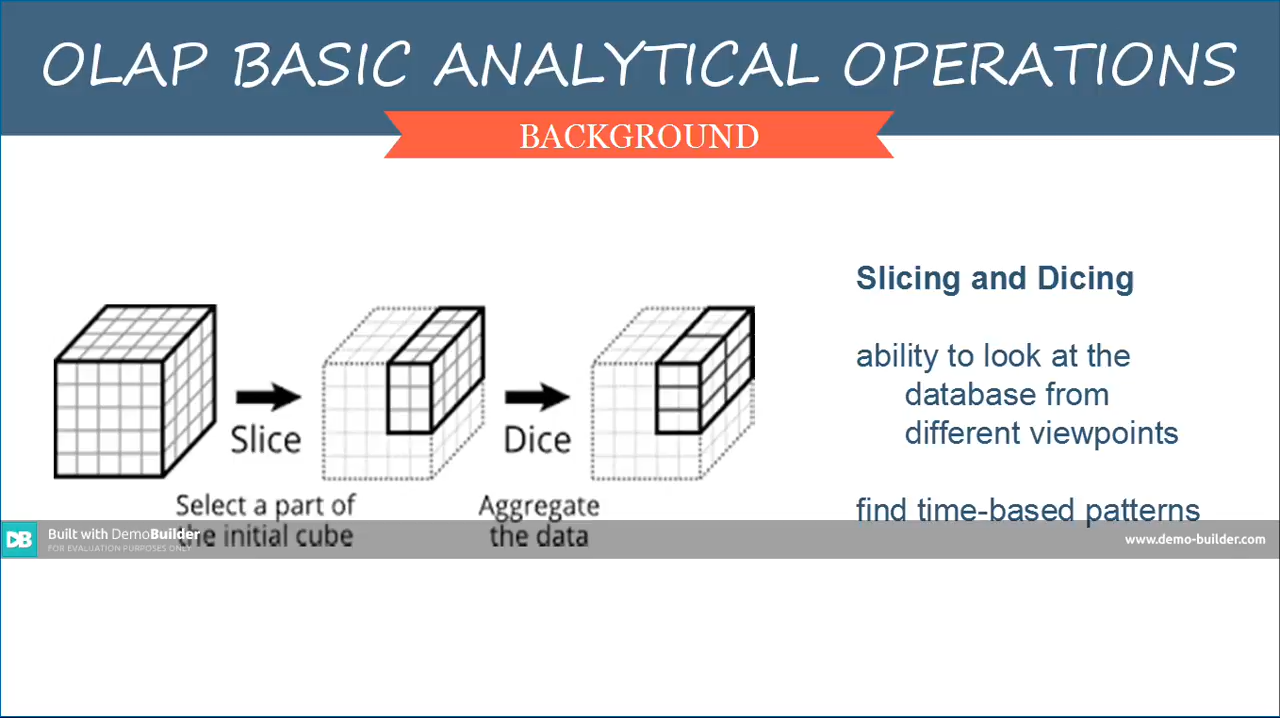 OLAP BASIC ANALYTICAL OPERATIONS
BACKGROUND
Slice
Select a part of
the initial cube
Dice
Aggregate
the data
Slicing and Dicing
ability to look at the
database from
different viewpoints
find time-based patterns
DB
Built with DemoBuilder
FOR EVALUATION PURPOSES ONLY
www.demo-builder.com